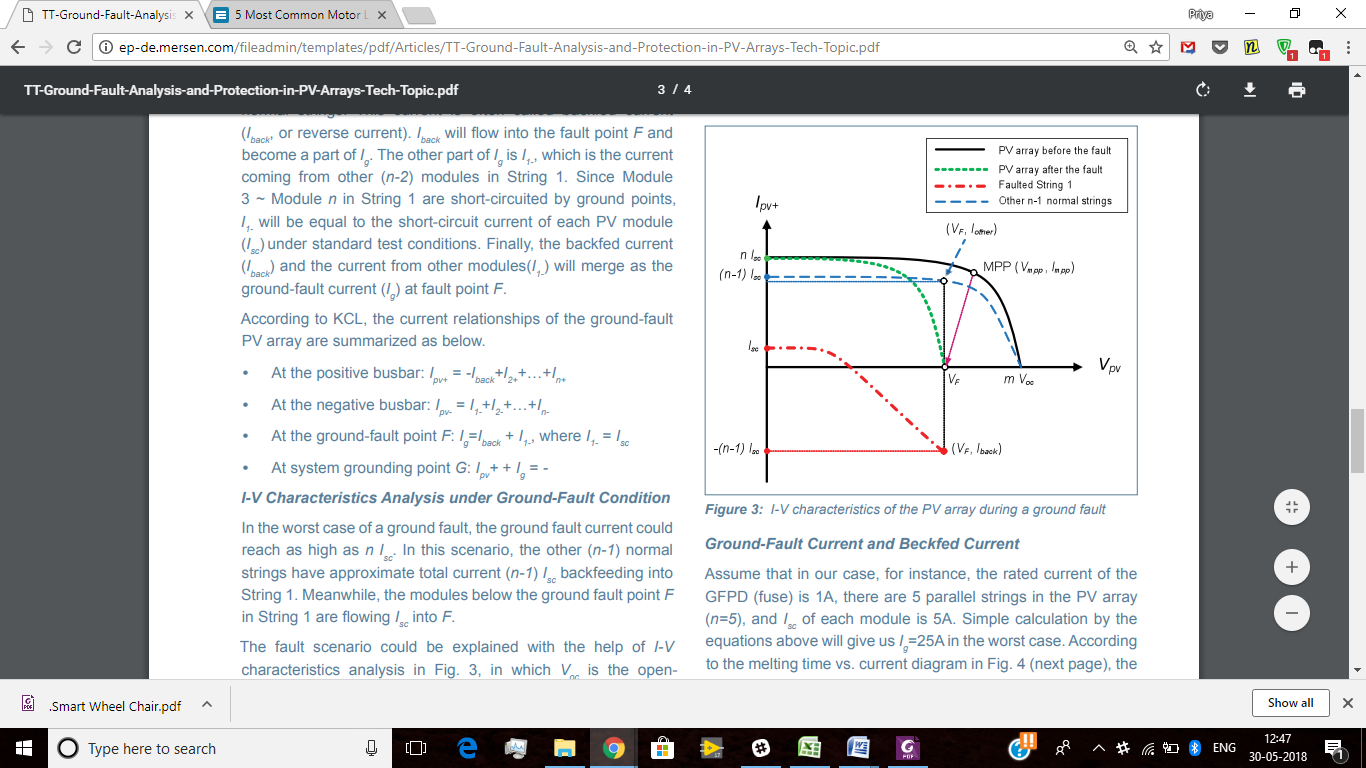 TT-Ground-Fault-Analysi
5 Most Common Motor
Priya
ep-de.mersen.com/fileadmin/templates/pdf/Articles/TT-Ground-Fault-Analysis-and-Protection-in-PV-Arrays-Tech-Topic.pdf
TT-Ground-Fault-Analysis-and-Protection-in-PV-Arrays-Tech-Topic.pdf
3 / 4
(Iback, or reverse current). Iback will flow into the fault point F and
become a part of Ig. The other part of Ig is I1-, which is the current
coming from other (n-2) modules in String 1. Since Module
3 ~ Module n in String 1 are short-circuited by ground points,
I1- will be equal to the short-circuit current of each PV module
(Isc) under standard test conditions. Finally, the backfed current
(Iback) and the current from other modules(I1-) will merge as the
ground-fault current (Ig) at fault point F.
According to KCL, the current relationships of the ground-fault
PV array are summarized as below.
• At the positive busbar: Ipv+ = -Iback+I2++…+In+
• At the negative busbar: Ipv- = I1-+I2-+…+In-
• At the ground-fault point F: Ig=Iback + I1-, where I1- = Isc
• At system grounding point G: Ipv+ + Ig = -
I-V Characteristics Analysis under Ground-Fault Condition
In the worst case of a ground fault, the ground fault current could
reach as high as n Isc. In this scenario, the other (n-1) normal
strings have approximate total current (n-1) Isc backfeeding into
String 1. Meanwhile, the modules below the ground fault point F
in String 1 are flowing Isc into F.
The fault scenario could be explained with the help of I-V
characteristics analysis in Fig. 3, in which Voc is the open-
PV array before the fault
PV array after the fault
Faulted String 1
Other n-1 normal strings
Ipv+
(VF, Iother)
n Isc
MPP (Vmpp, Impp)
(n-1) Isc
Isc
Vpv
VF
m Voc
-(n-1) Isc
(VF, Iback)
Figure 3: I-V characteristics of the PV array during a ground fault
Ground-Fault Current and Beckfed Current
Assume that in our case, for instance, the rated current of the
GFPD (fuse) is 1A, there are 5 parallel strings in the PV array
(n=5), and Isc of each module is 5A. Simple calculation by the
equations above will give us Ig=25A in the worst case. According
to the melting time vs. current diagram in Fig. 4 (next page), the
.Smart Wheel Chair.pdf
Show all
Type here to search
ENG
12:47
30-05-2018